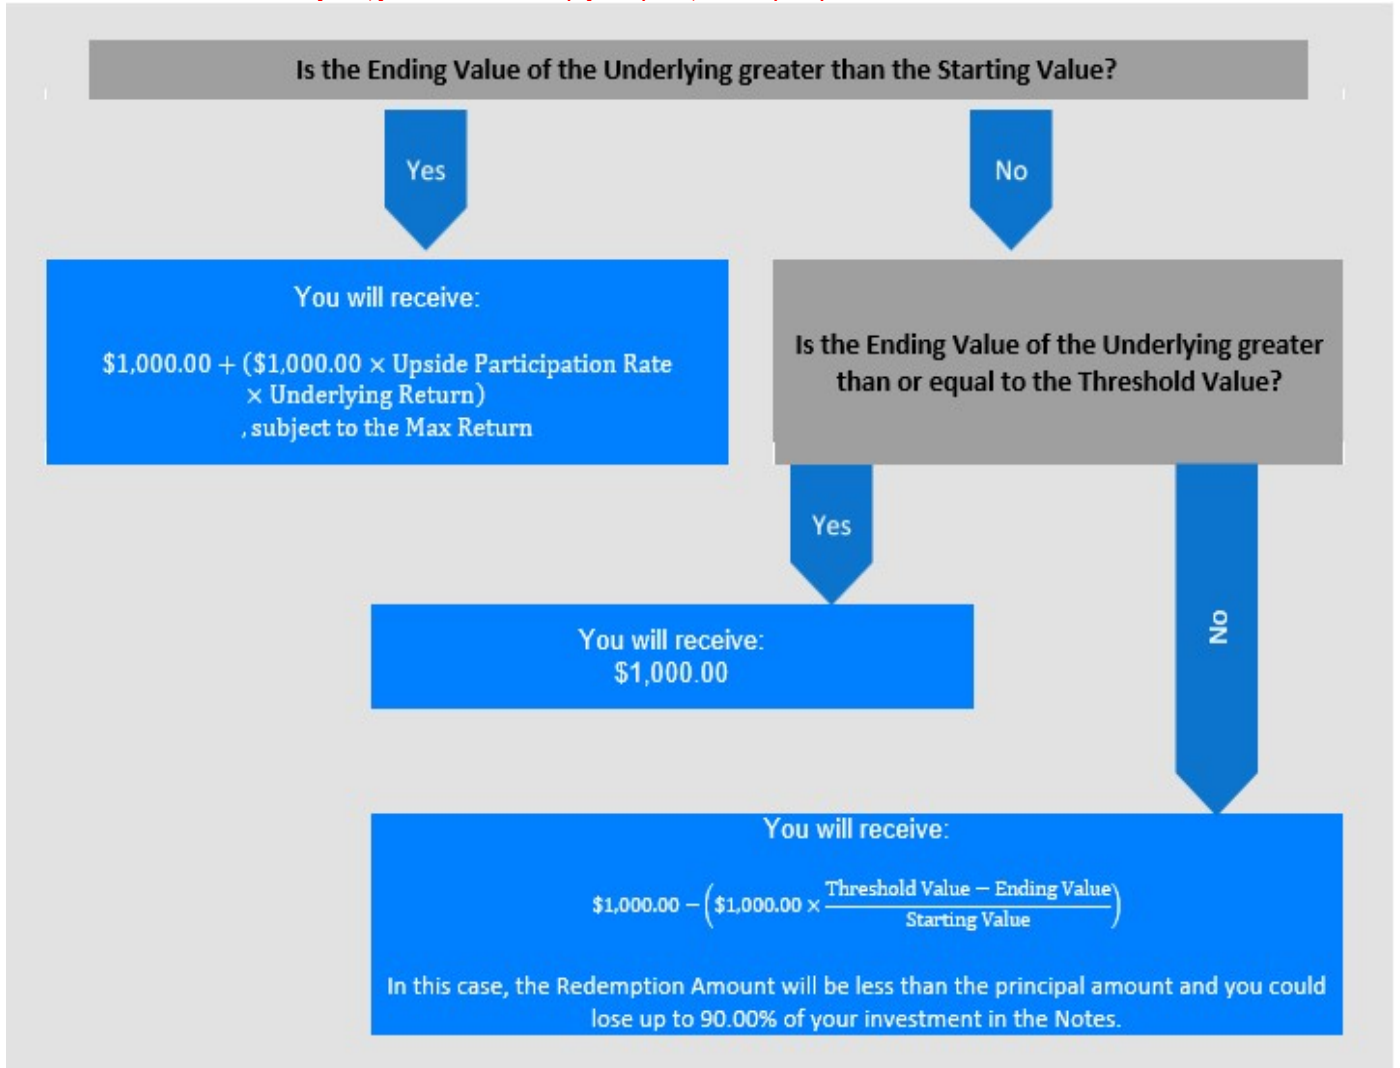 Is the Ending Value of the Underlying greater than the Starting Value?
Yes
No
You will receive:
$1,000.00 + ($1,000.00 × Upside Participation Rate
× Underlying Return)
, subject to the Max Return
Is the Ending Value of the Underlying greater
than or equal to the Threshold Value?
Yes
No
You will receive:
$1,000.00
You will receive:
$1,000.00 − ($1,000.00 × (Threshold Value − Ending Value) / Starting Value)
In this case, the Redemption Amount will be less than the principal amount and you could
lose up to 90.00% of your investment in the Notes.